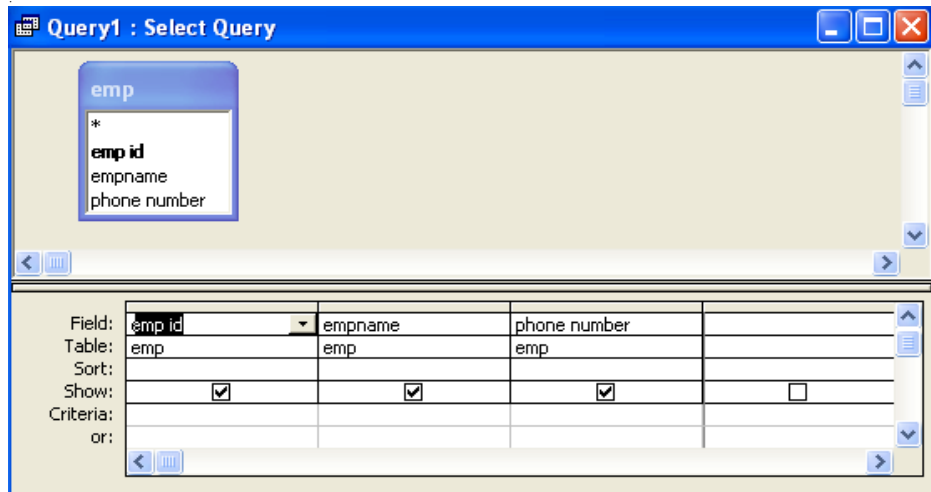 Query1 : Select Query
emp
*
emp id
empname
phone number
Field: emp id empname phone number
Table: emp emp emp
Sort:
Show:
Criteria:
or: